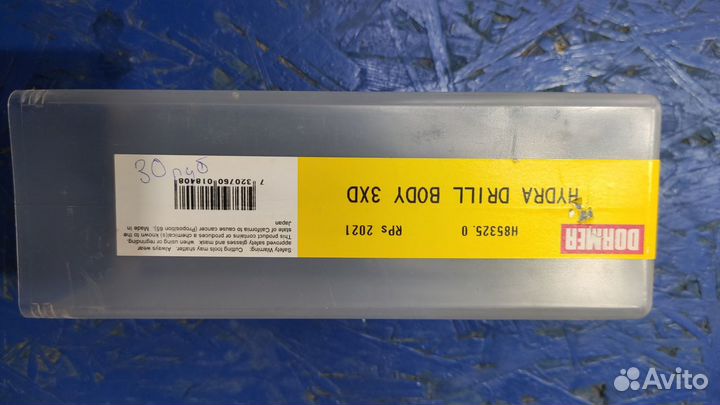 DORMER
H85325.0 RPs 2021
HYDRA DRILL BODY 3XD
Safety Warning: Cutting tools may shatter. Always wear
approved safety glasses and mask when using or regrinding.
This product contains or produce a chemical(s) known to the
state of California to cause cancer (Proposition 65). Made in
Japan
7 320760 018408
30 руб
Avito